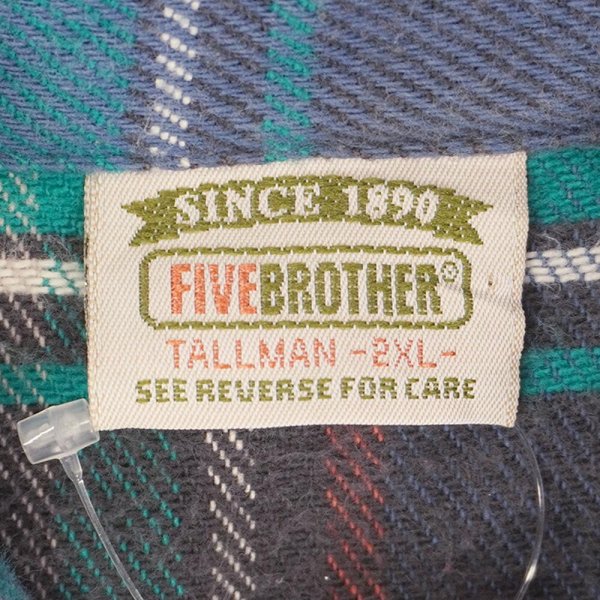 SINCE 1890
FIVEBROTHER®
TALLMAN -2XL-
SEE REVERSE FOR CARE